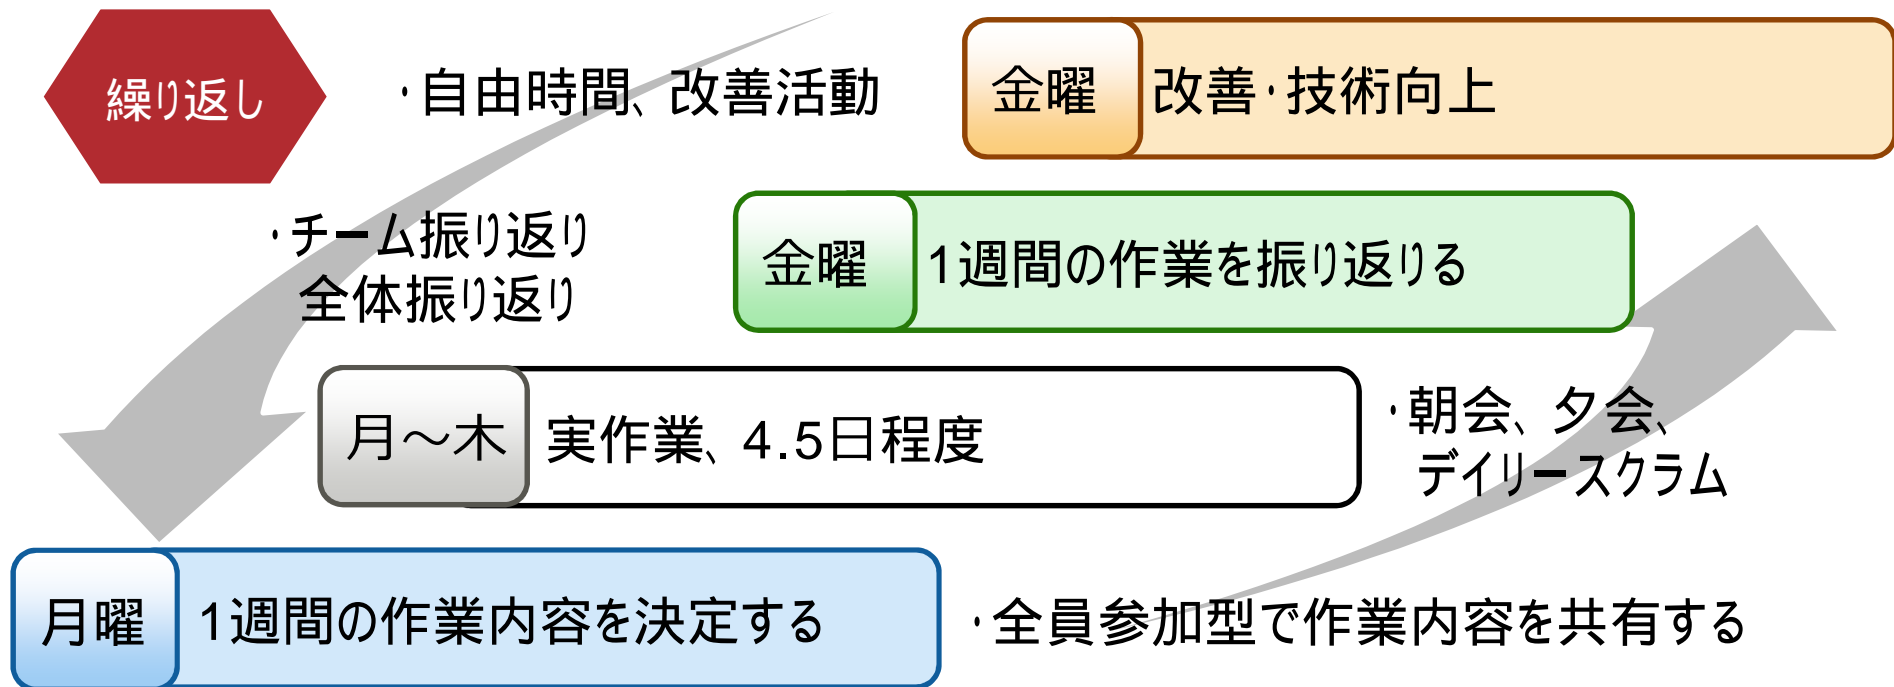 繰り返し
・自由時間、改善活動
金曜
改善・技術向上
・チーム振り返り
全体振り返り
金曜
1週間の作業を振り返りる
月～木
実作業、4.5日程度
・朝会、夕会、
デイリースクラム
月曜
1週間の作業内容を決定する
・全員参加型で作業内容を共有する